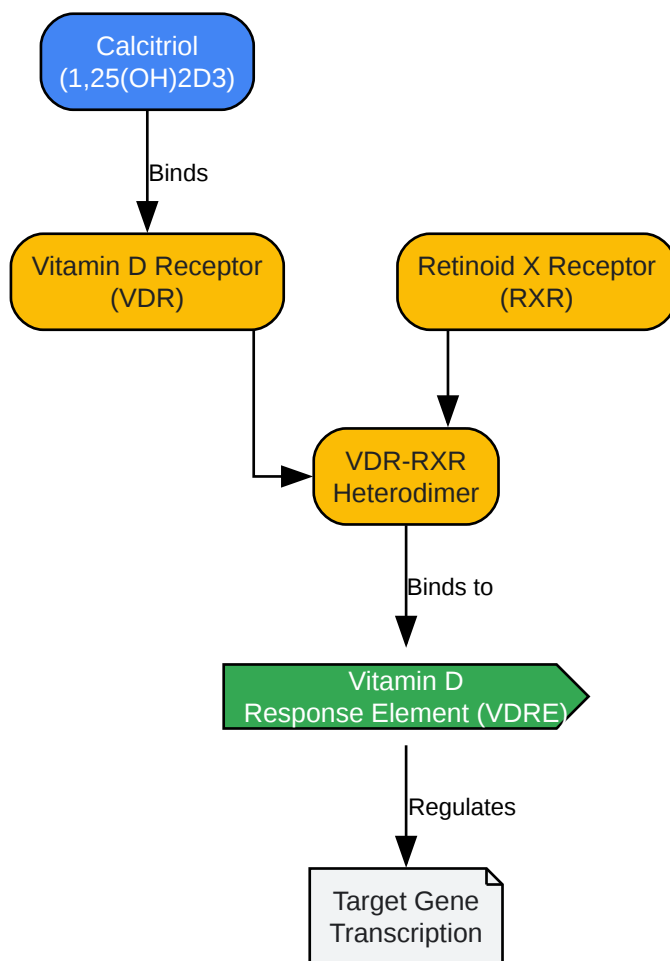 Calcitriol
(1,25(OH)2D3)
Binds
Vitamin D Receptor
(VDR)
Retinoid X Receptor
(RXR)
VDR-RXR
Heterodimer
Binds to
Vitamin D
Response Element (VDRE)
Regulates
Target Gene
Transcription